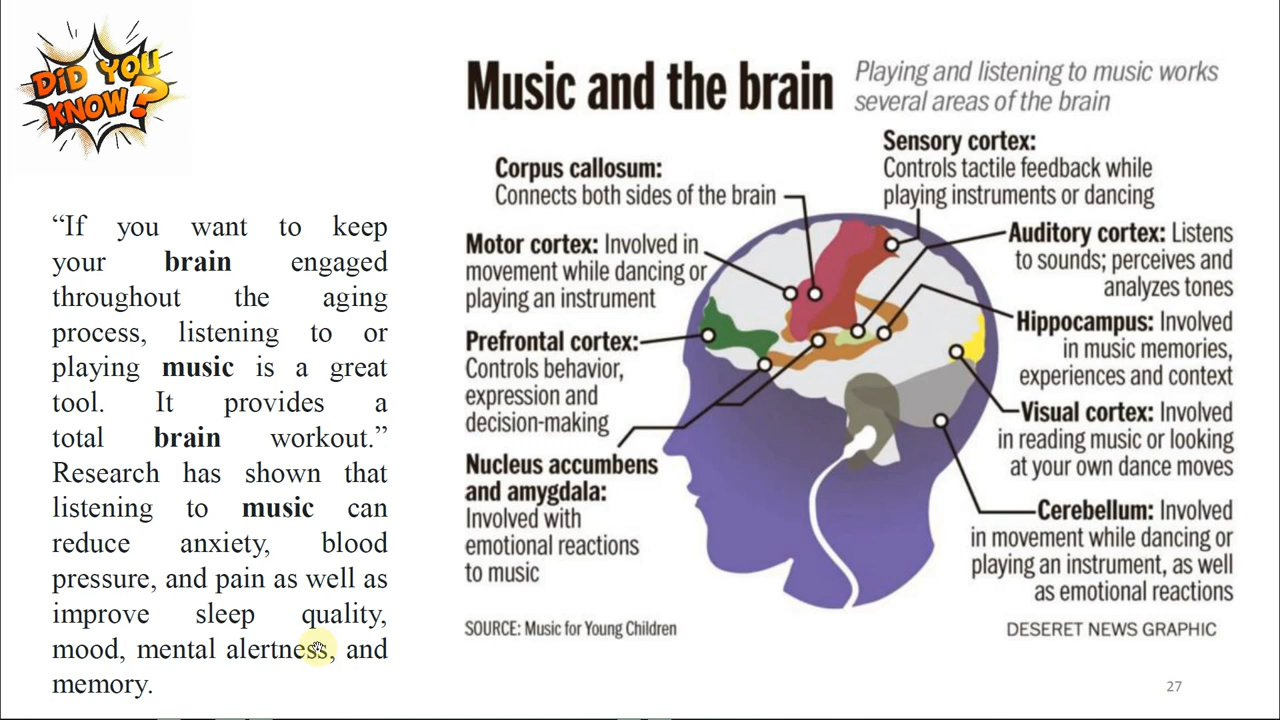 DiD YOU
KNOW?
“If you want to keep
your brain engaged
throughout the aging
process, listening to or
playing music is a great
tool. It provides a
total brain workout.”
Research has shown that
listening to music can
reduce anxiety, blood
pressure, and pain as well as
improve sleep quality,
mood, mental alertness, and
memory.
Music and the brain
Playing and listening to music works
several areas of the brain
Corpus callosum:
Connects both sides of the brain
Motor cortex: Involved in
movement while dancing or
playing an instrument
Prefrontal cortex:
Controls behavior,
expression and
decision-making
Nucleus accumbens
and amygdala:
Involved with
emotional reactions
to music
Sensory cortex:
Controls tactile feedback while
playing instruments or dancing
Auditory cortex: Listens
to sounds; perceives and
analyzes tones
Hippocampus: Involved
in music memories,
experiences and context
Visual cortex: Involved
in reading music or looking
at your own dance moves
Cerebellum: Involved
in movement while dancing or
playing an instrument, as well
as emotional reactions
SOURCE: Music for Young Children
DESERET NEWS GRAPHIC
27